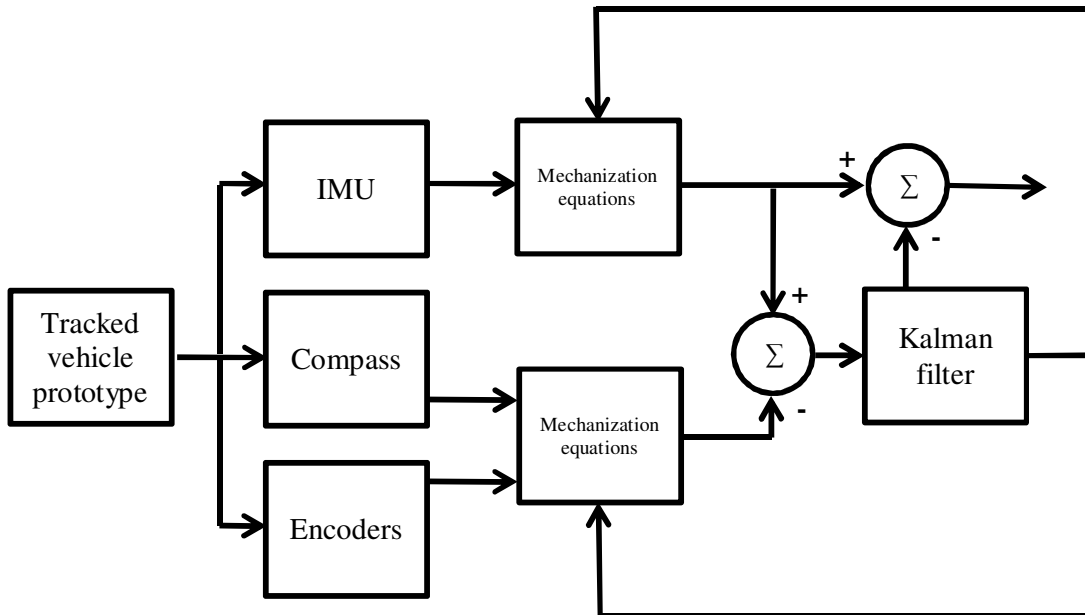 IMU
Mechanization
equations
+
Σ
-
Tracked
vehicle
prototype
Compass
+
Σ
-
Kalman
filter
Mechanization
equations
Encoders